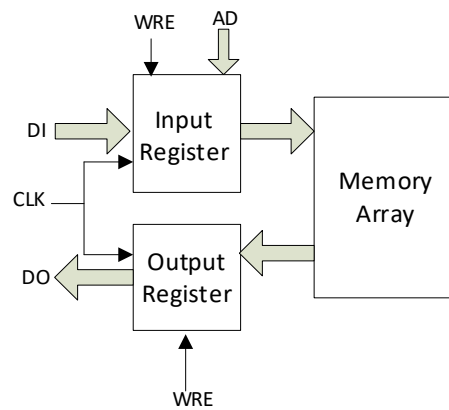 WRE
AD
DI
Input
Register
Memory
Array
CLK
DO
Output
Register
WRE